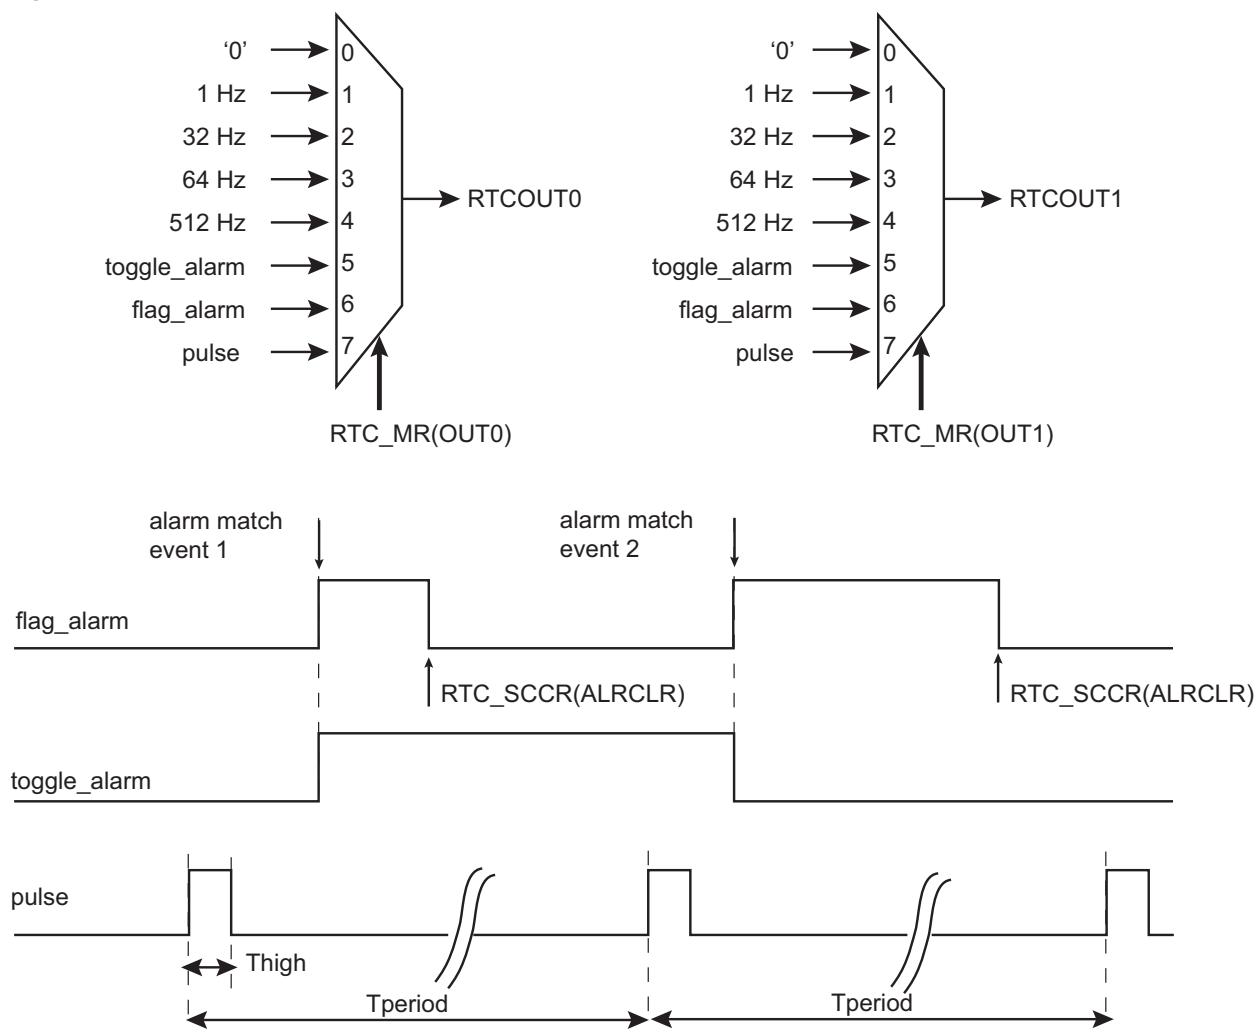 ‘0’
1 Hz
32 Hz
64 Hz
512 Hz
toggle_alarm
flag_alarm
pulse
0
1
2
3
4
5
6
7
RTCOUT0
RTC_MR(OUT0)
‘0’
1 Hz
32 Hz
64 Hz
512 Hz
toggle_alarm
flag_alarm
pulse
0
1
2
3
4
5
6
7
RTCOUT1
RTC_MR(OUT1)
alarm match
event 1
alarm match
event 2
flag_alarm
RTC_SCCR(ALRCLR)
RTC_SCCR(ALRCLR)
toggle_alarm
pulse
Thigh
Tperiod
Tperiod